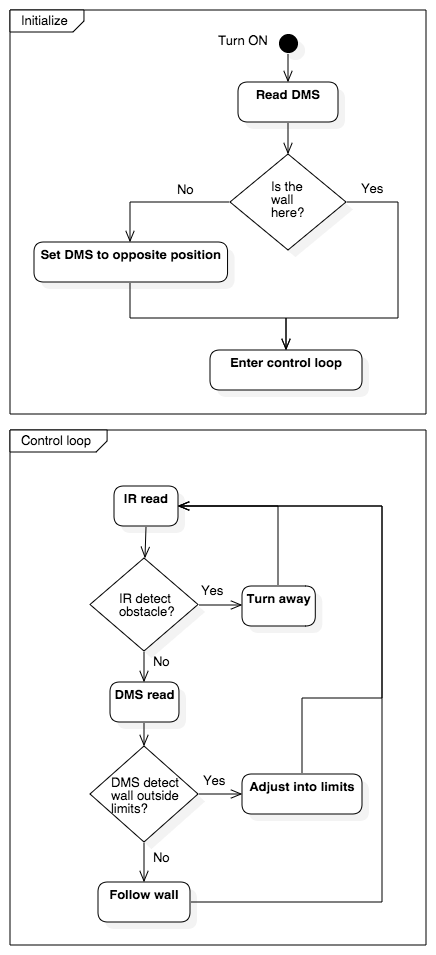 Initialize
Turn ON
Read DMS
Is the
wall
here?
No
Yes
Set DMS to opposite position
Enter control loop
Control loop
IR read
IR detect
obstacle?
Yes
Turn away
No
DMS read
DMS detect
wall outside
limits?
Yes
Adjust into limits
No
Follow wall